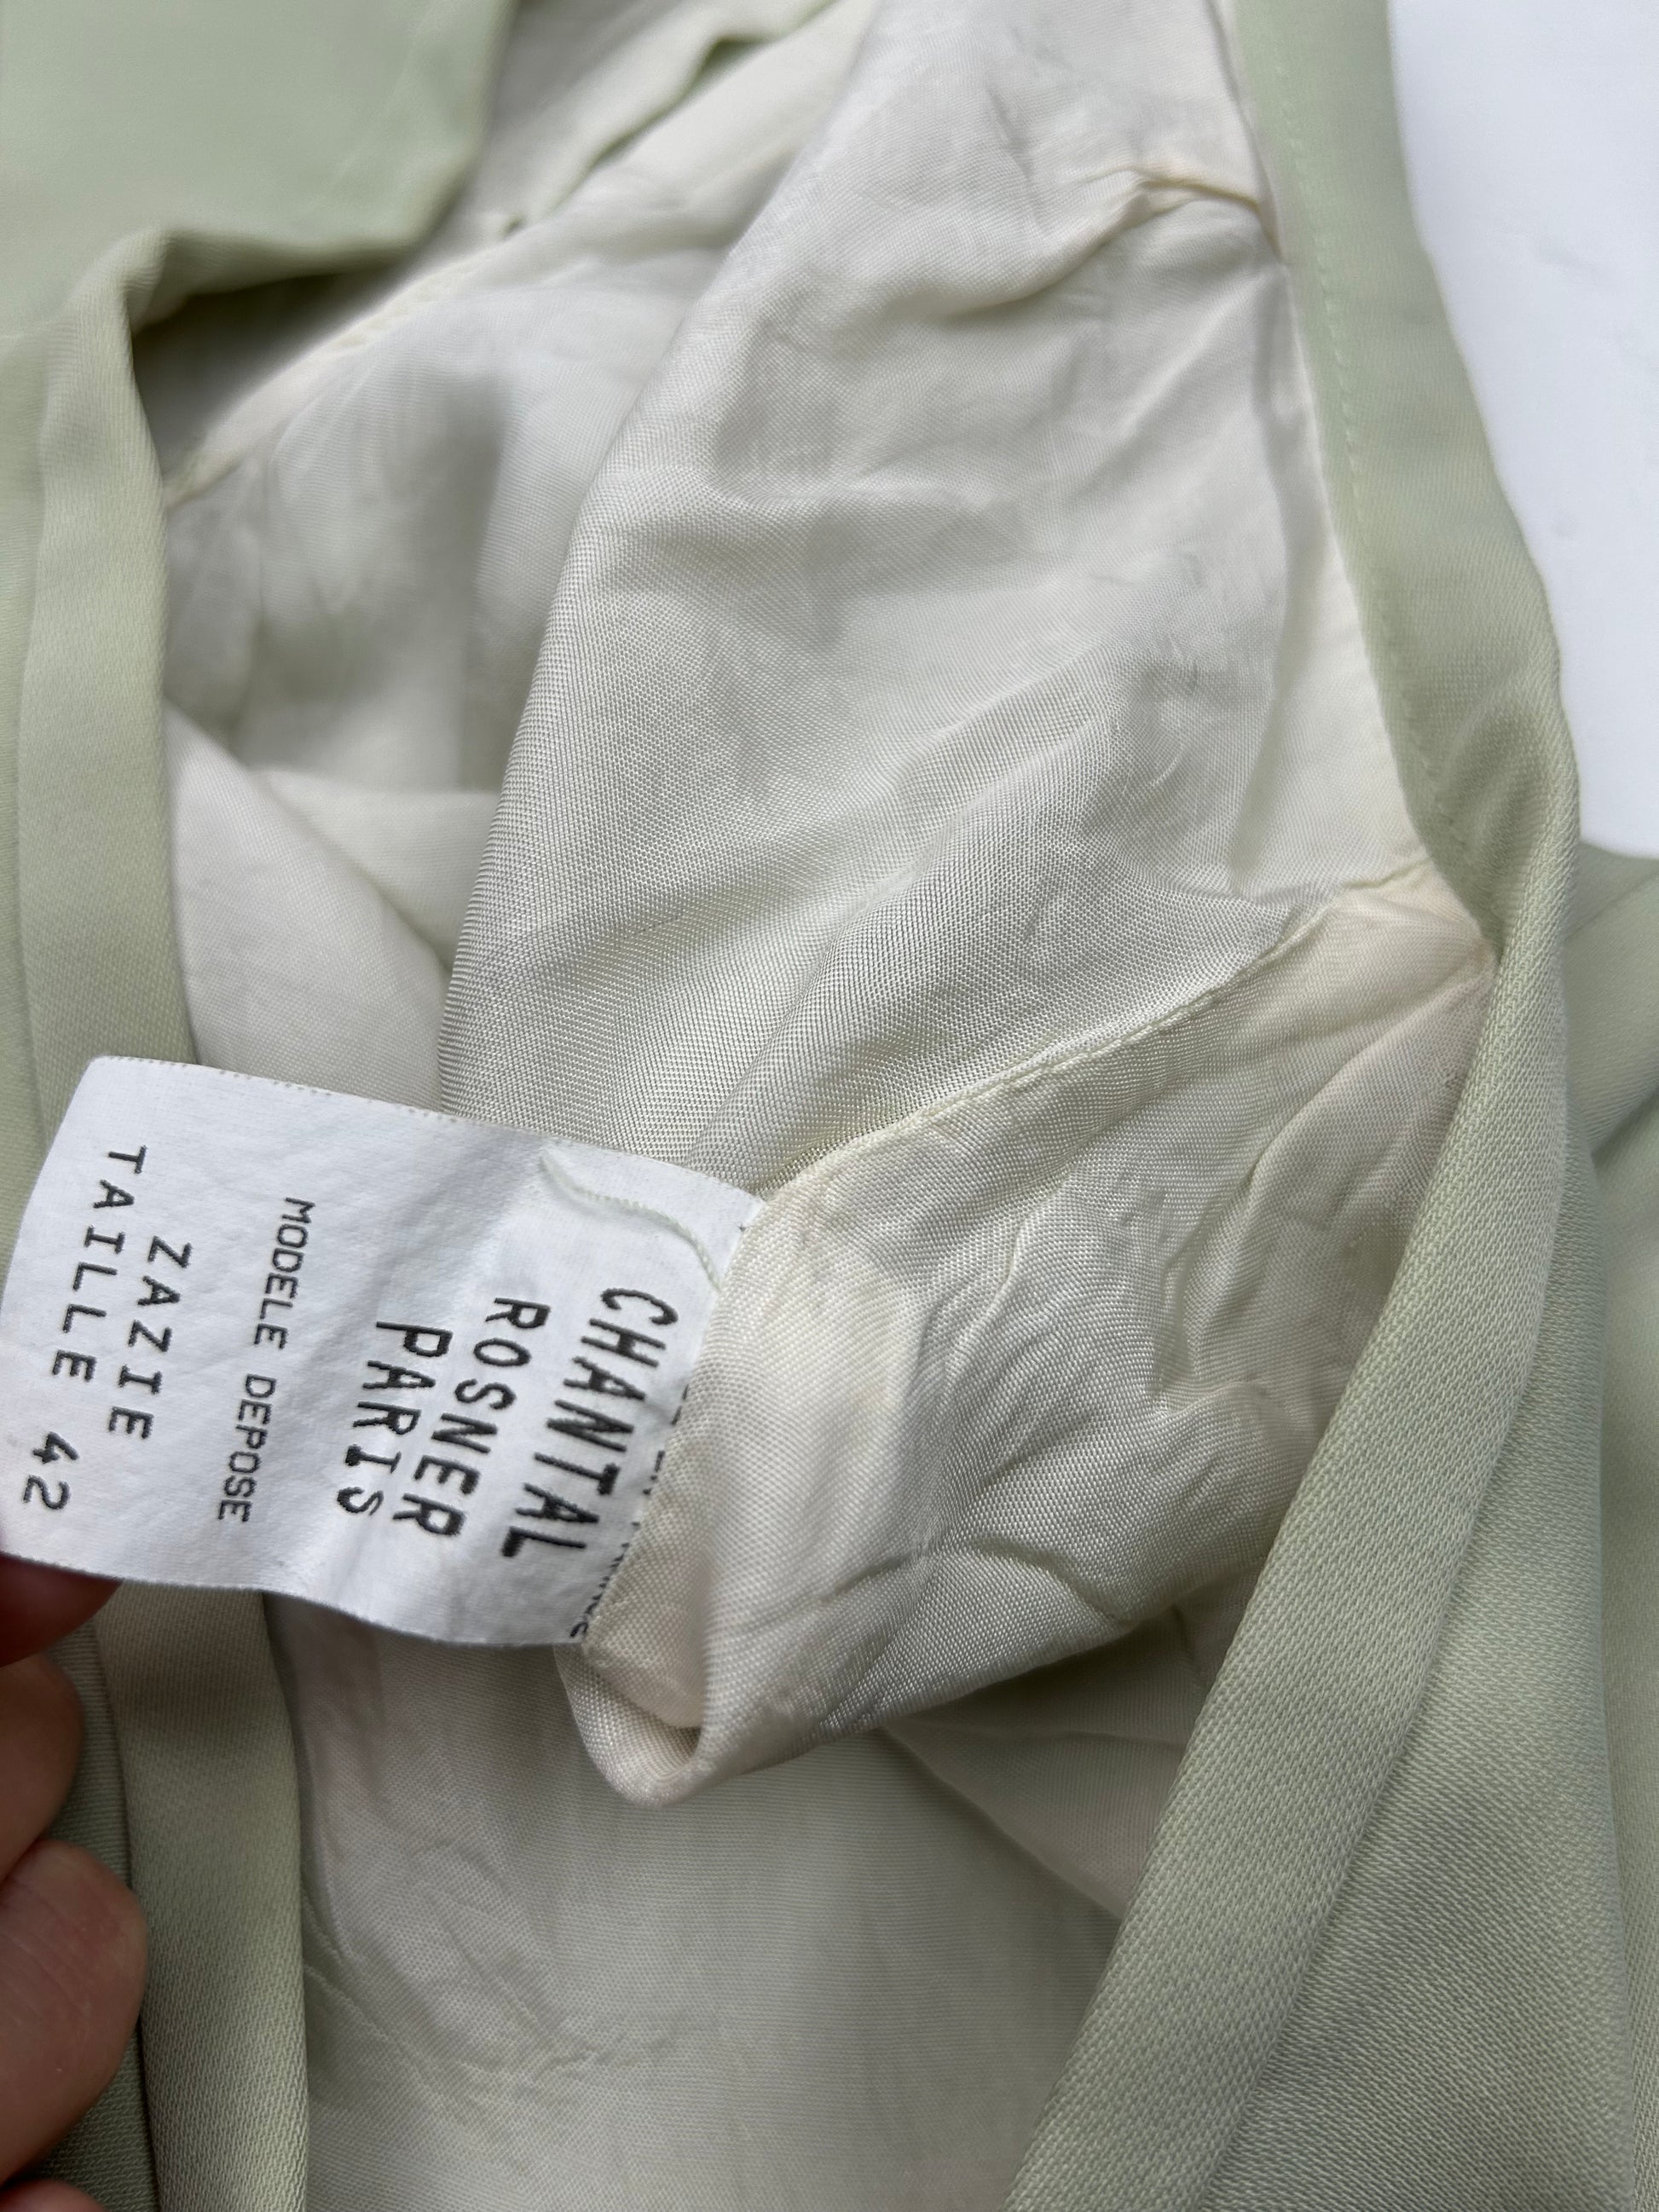 CHANTAL
ROSNER
PARIS
MODELE DEPOSE
ZAZIE
TAILLE 42